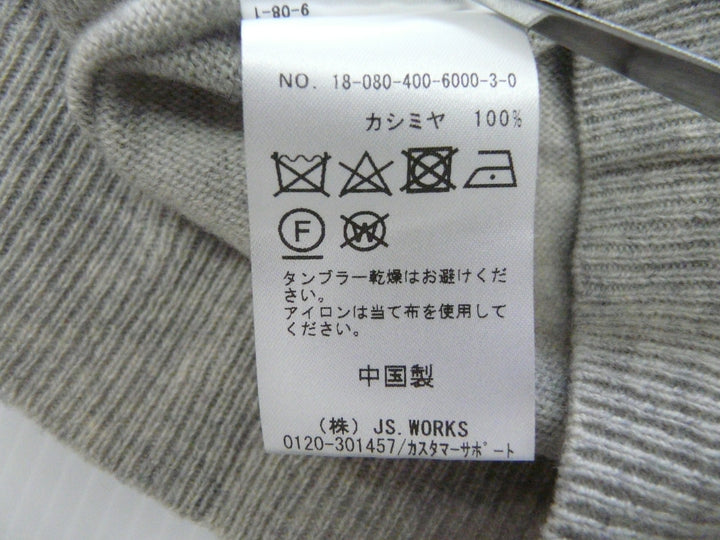 9-08-1
NO. 18-080-400-6000-3-0
カシミヤ 100%
F
W
タンブラー乾燥はお避けくだ
さい。
アイロンは当て布を使用して
ください。
中国製
(株) JS.WORKS
0120-301457/カスタマーサポート